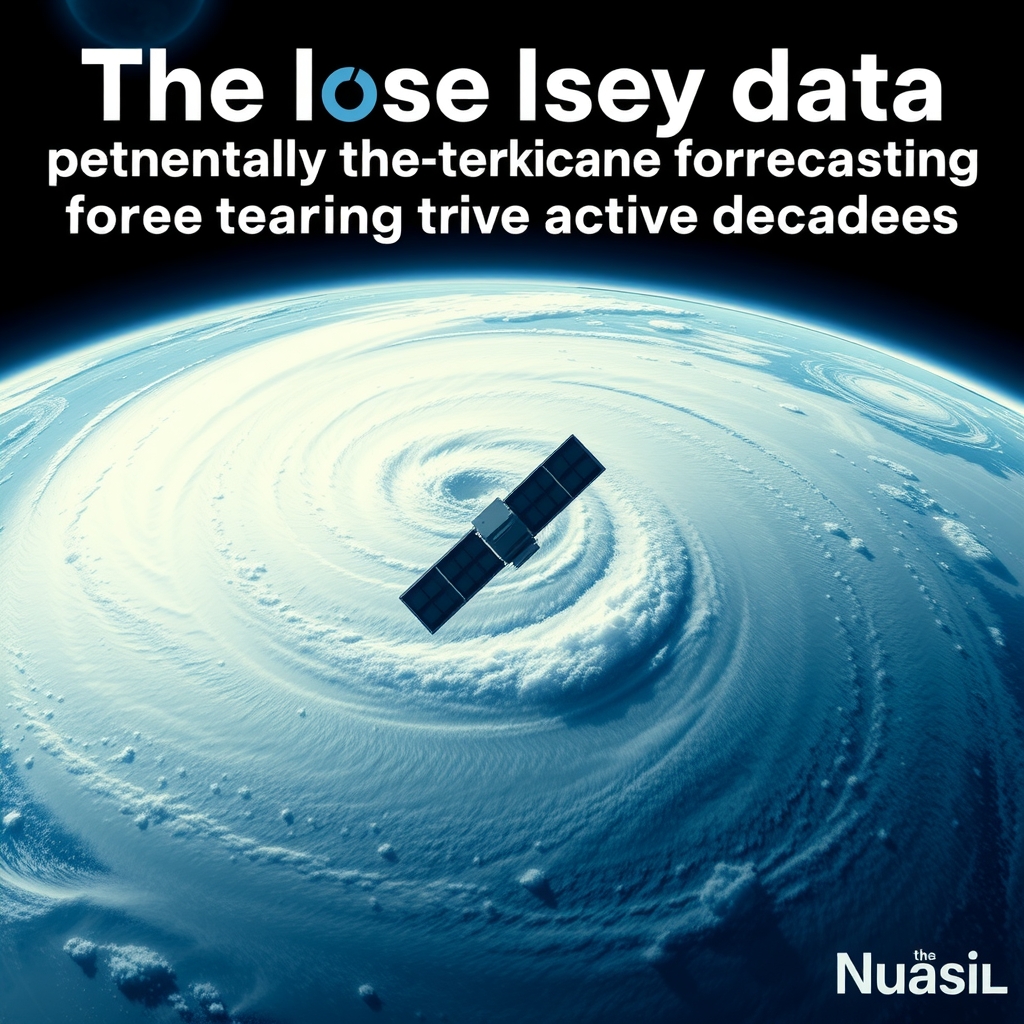 The lose lsey data
petnentally the-terkicane forrecasting
foree tearing trive active decadees
the
NuasiL